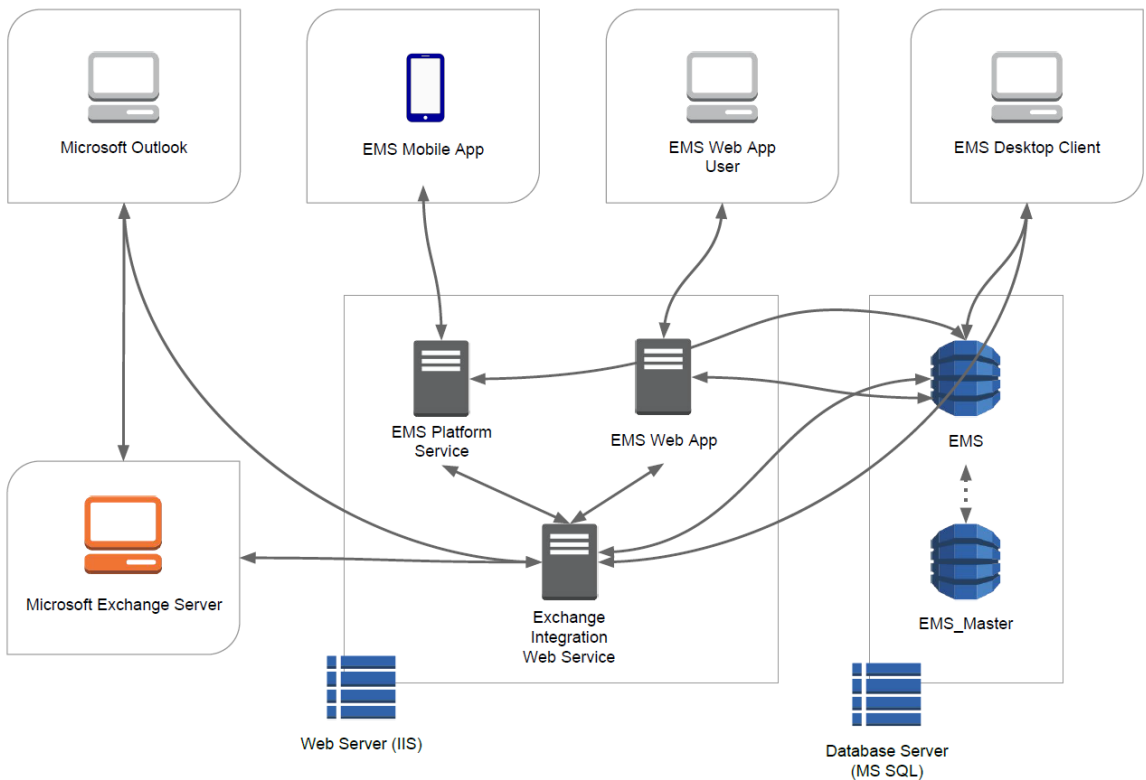 Microsoft Outlook
EMS Mobile App
EMS Web App
User
EMS Desktop Client
EMS Platform
Service
EMS Web App
EMS
Microsoft Exchange Server
Exchange
Integration
Web Service
EMS_Master
Web Server (IIS)
Database Server
(MS SQL)